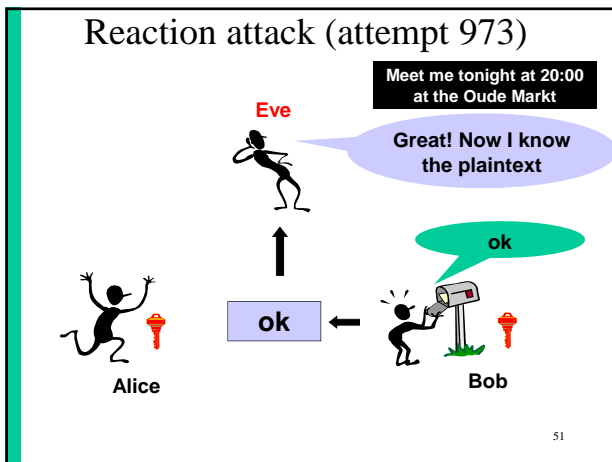 Reaction attack (attempt 973)
Meet me tonight at 20:00
at the Oude Markt
Eve
Great! Now I know
the plaintext
ok
ok
Alice
Bob
51